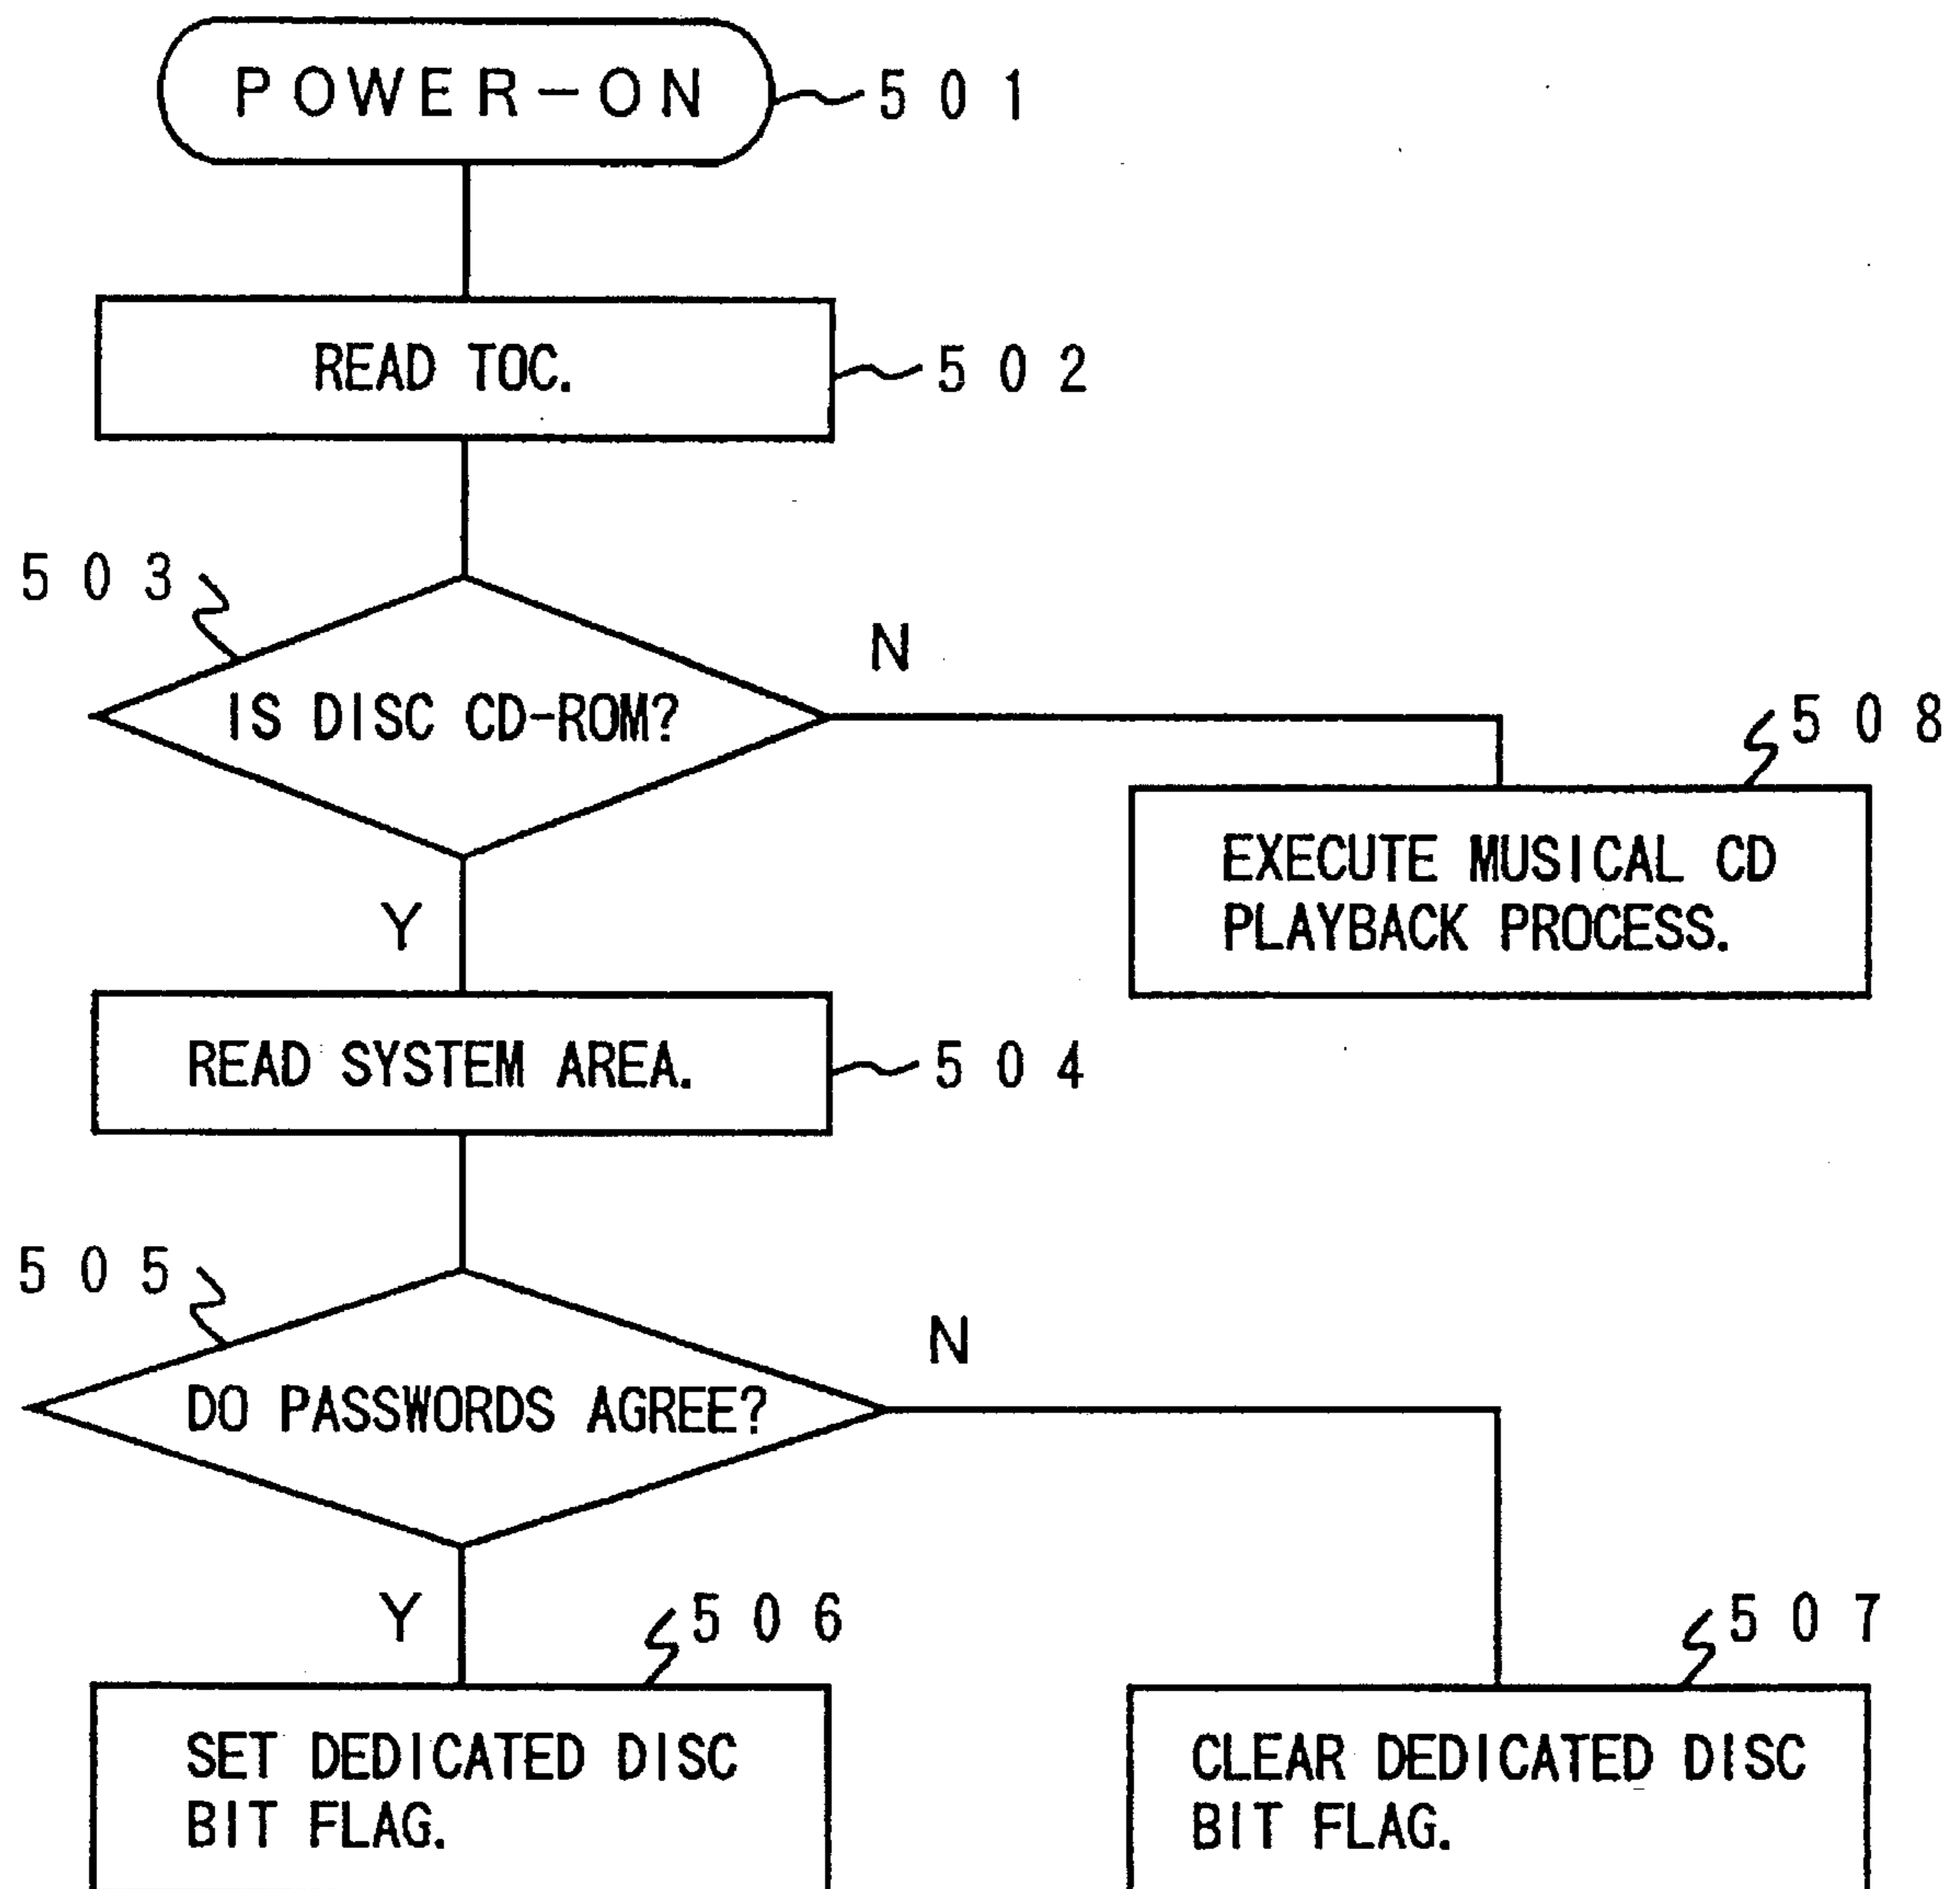 POWER-ON
501
READ TOC.
502
503
IS DISC CD-ROM?
N
508
EXECUTE MUSICAL CD
PLAYBACK PROCESS.
Y
READ SYSTEM AREA.
504
505
DO PASSWORDS AGREE?
N
Y
506
507
SET DEDICATED DISC
BIT FLAG.
CLEAR DEDICATED DISC
BIT FLAG.